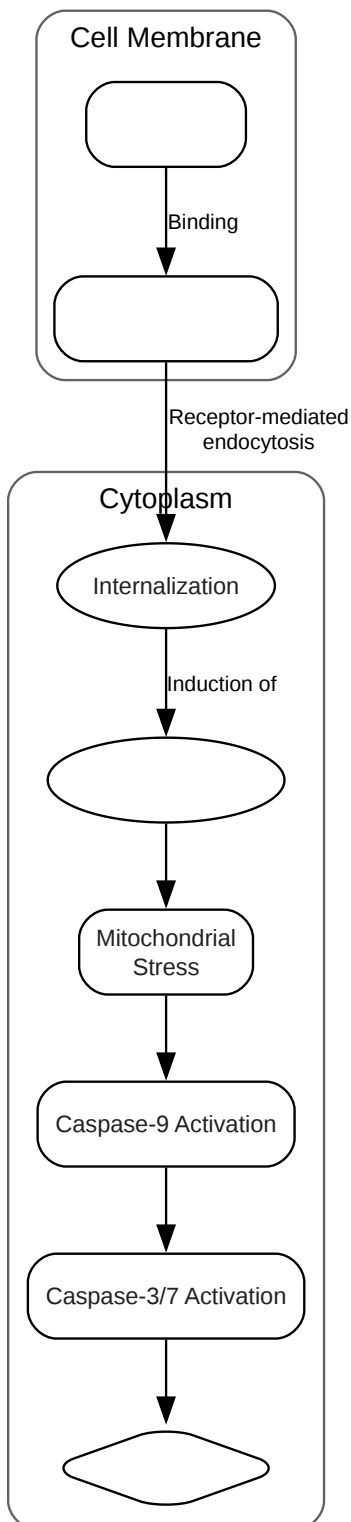 Cell Membrane
Binding
Receptor-mediated
endocytosis
Cytoplasm
Internalization
Induction of
Mitochondrial
Stress
Caspase-9 Activation
Caspase-3/7 Activation